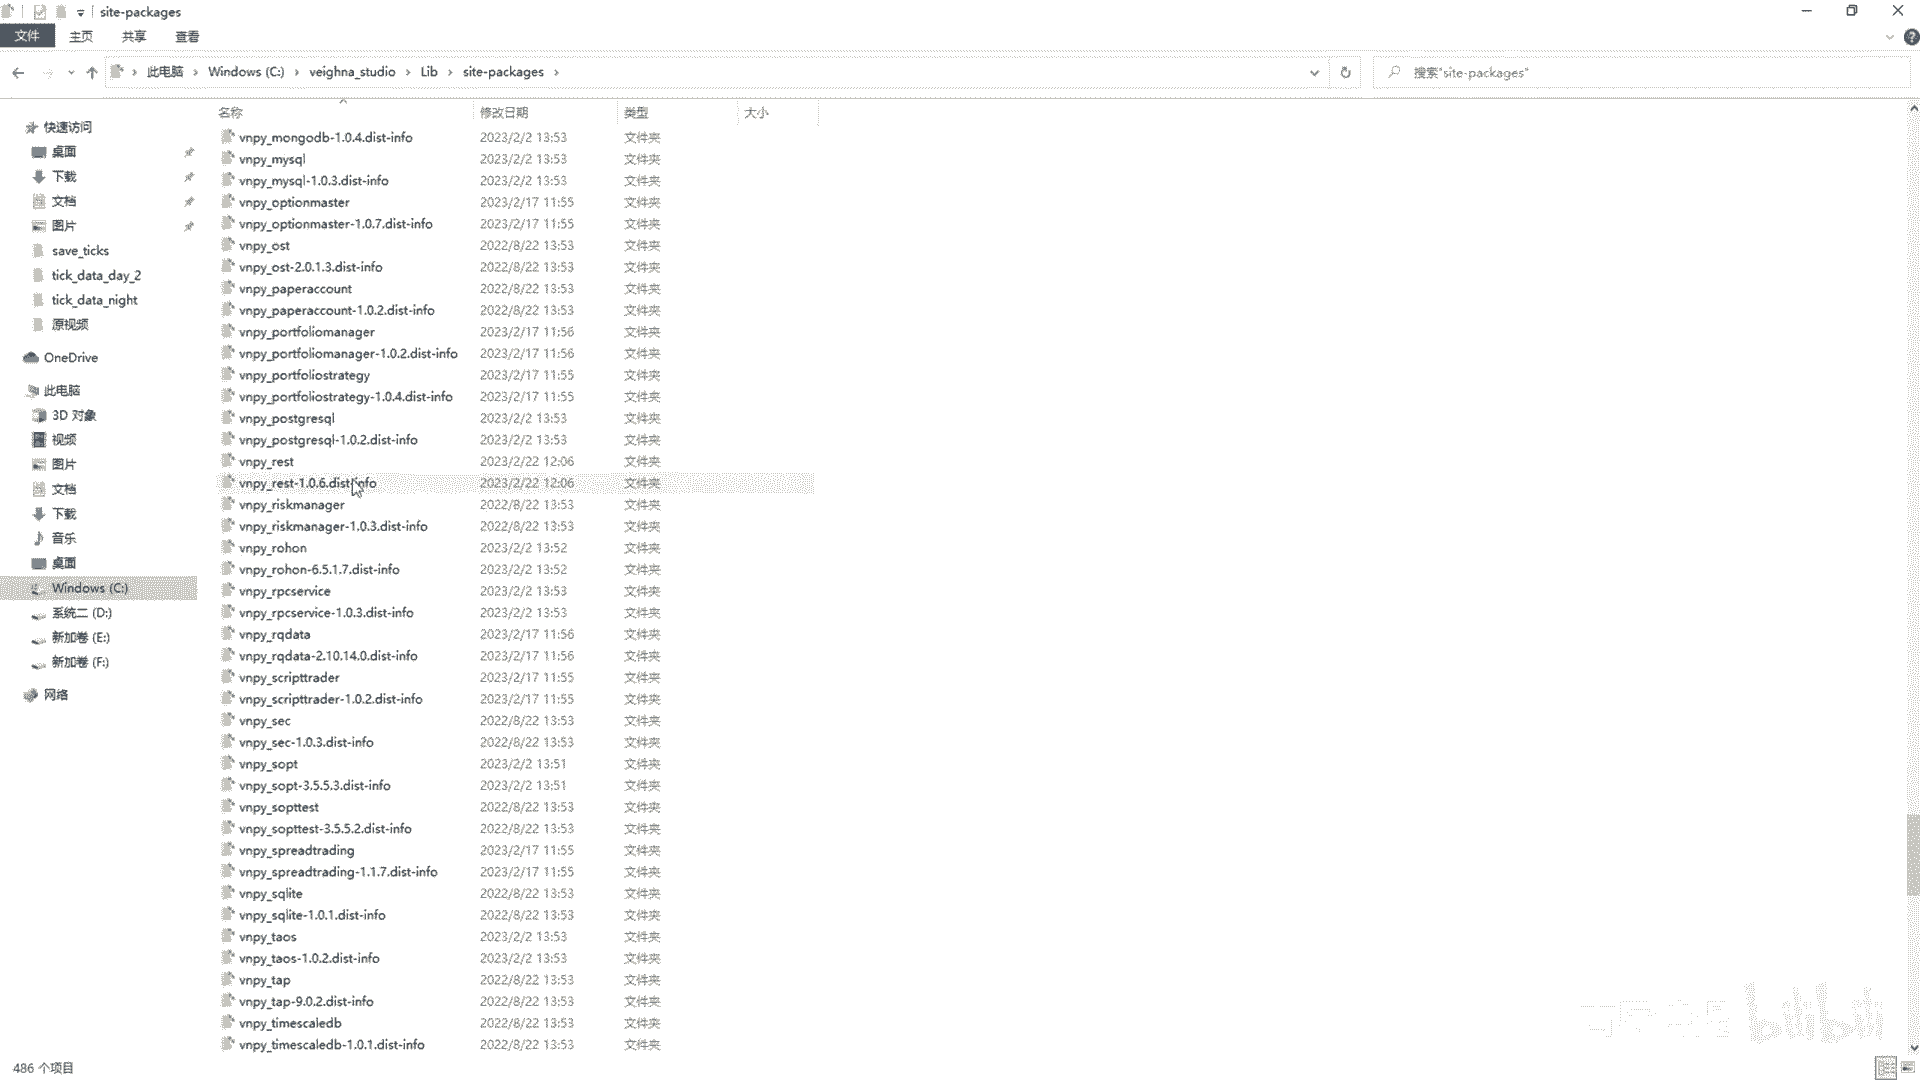 site-packages
文件 主页 共享 查看
此电脑 Windows (C:) veighna_studio Lib site-packages
搜索"site-packages"
名称 修改日期 类型 大小
快速访问
桌面
下载
文档
图片
save_ticks
tick_data_day_2
tick_data_night
原视频
OneDrive
此电脑
3D 对象
视频
图片
文档
下载
音乐
桌面
Windows (C:)
系统二 (D:)
新加卷 (E:)
新加卷 (F:)
网络
vnpy_mongodb-1.0.4.dist-info 2023/2/2 13:53 文件夹
vnpy_mysql 2023/2/2 13:53 文件夹
vnpy_mysql-1.0.3.dist-info 2023/2/2 13:53 文件夹
vnpy_optionmaster 2023/2/17 11:55 文件夹
vnpy_optionmaster-1.0.7.dist-info 2023/2/17 11:55 文件夹
vnpy_ost 2022/8/22 13:53 文件夹
vnpy_ost-2.0.1.3.dist-info 2022/8/22 13:53 文件夹
vnpy_paperaccount 2022/8/22 13:53 文件夹
vnpy_paperaccount-1.0.2.dist-info 2022/8/22 13:53 文件夹
vnpy_portfoliomanager 2023/2/17 11:56 文件夹
vnpy_portfoliomanager-1.0.2.dist-info 2023/2/17 11:56 文件夹
vnpy_portfoliostrategy 2023/2/17 11:55 文件夹
vnpy_portfoliostrategy-1.0.4.dist-info 2023/2/17 11:55 文件夹
vnpy_postgresql 2023/2/2 13:53 文件夹
vnpy_postgresql-1.0.2.dist-info 2023/2/2 13:53 文件夹
vnpy_rest 2023/2/22 12:06 文件夹
vnpy_rest-1.0.6.dist-info 2023/2/22 12:06 文件夹
vnpy_riskmanager 2022/8/22 13:53 文件夹
vnpy_riskmanager-1.0.3.dist-info 2022/8/22 13:53 文件夹
vnpy_rohon 2023/2/2 13:52 文件夹
vnpy_rohon-6.5.1.7.dist-info 2023/2/2 13:52 文件夹
vnpy_rpcservice 2023/2/2 13:53 文件夹
vnpy_rpcservice-1.0.3.dist-info 2023/2/2 13:53 文件夹
vnpy_rqdata 2023/2/17 11:56 文件夹
vnpy_rqdata-2.10.14.0.dist-info 2023/2/17 11:56 文件夹
vnpy_scripttrader 2023/2/17 11:55 文件夹
vnpy_scripttrader-1.0.2.dist-info 2023/2/17 11:55 文件夹
vnpy_sec 2022/8/22 13:53 文件夹
vnpy_sec-1.0.3.dist-info 2022/8/22 13:53 文件夹
vnpy_sopt 2023/2/2 13:51 文件夹
vnpy_sopt-3.5.5.3.dist-info 2023/2/2 13:51 文件夹
vnpy_sopttest 2022/8/22 13:53 文件夹
vnpy_sopttest-3.5.5.2.dist-info 2022/8/22 13:53 文件夹
vnpy_spreadtrading 2023/2/17 11:55 文件夹
vnpy_spreadtrading-1.1.7.dist-info 2023/2/17 11:55 文件夹
vnpy_sqlite 2022/8/22 13:53 文件夹
vnpy_sqlite-1.0.1.dist-info 2022/8/22 13:53 文件夹
vnpy_taos 2023/2/2 13:53 文件夹
vnpy_taos-1.0.2.dist-info 2023/2/2 13:53 文件夹
vnpy_tap 2022/8/22 13:53 文件夹
vnpy_tap-9.0.2.dist-info 2022/8/22 13:53 文件夹
vnpy_timescaledb 2022/8/22 13:53 文件夹
vnpy_timescaledb-1.0.1.dist-info 2022/8/22 13:53 文件夹
bilibili
486 个项目